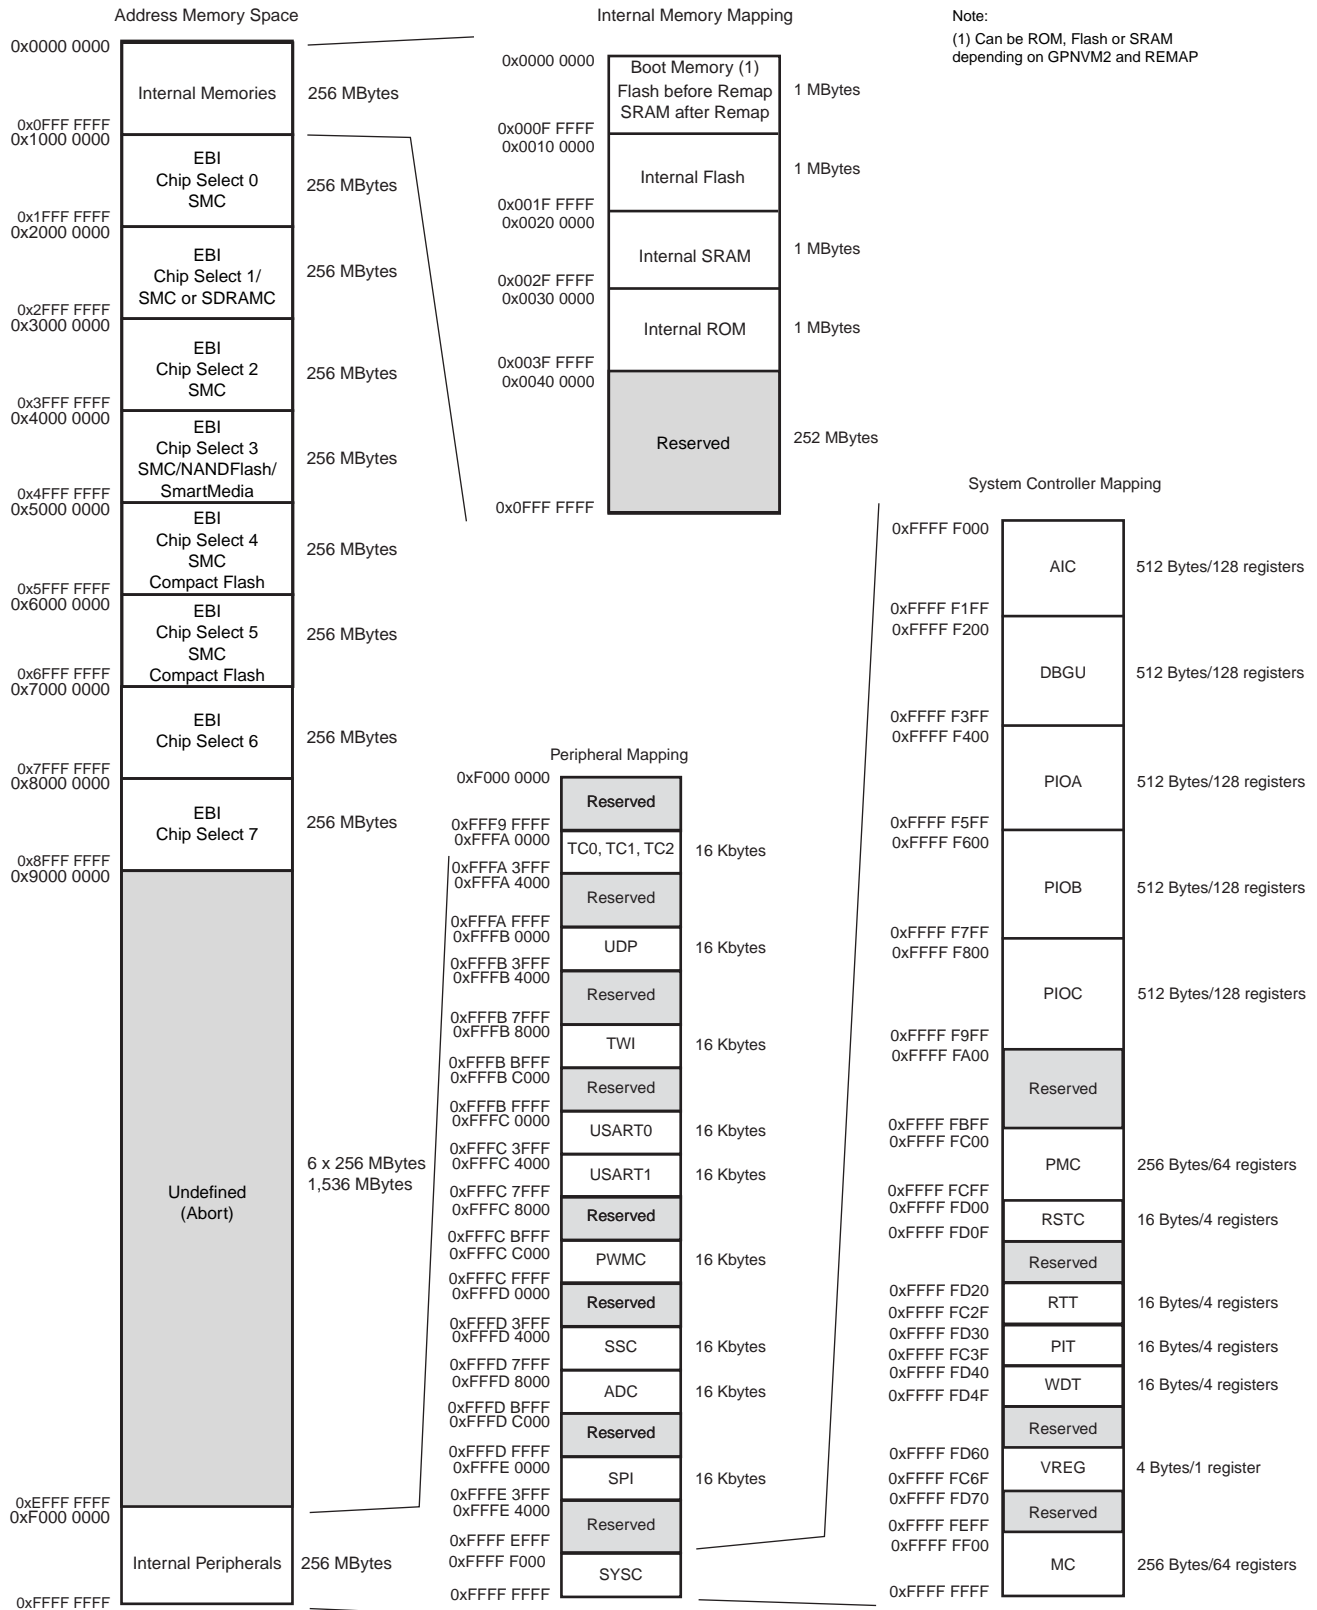 Address Memory Space
0x0000 0000
Internal Memories
256 MBytes
0x0FFF FFFF
0x1000 0000
EBI
Chip Select 0
SMC
256 MBytes
0x1FFF FFFF
0x2000 0000
EBI
Chip Select 1/
SMC or SDRAMC
256 MBytes
0x2FFF FFFF
0x3000 0000
EBI
Chip Select 2
SMC
256 MBytes
0x3FFF FFFF
0x4000 0000
EBI
Chip Select 3
SMC/NANDFlash/
SmartMedia
256 MBytes
0x4FFF FFFF
0x5000 0000
EBI
Chip Select 4
SMC
Compact Flash
256 MBytes
0x5FFF FFFF
0x6000 0000
EBI
Chip Select 5
SMC
Compact Flash
256 MBytes
0x6FFF FFFF
0x7000 0000
EBI
Chip Select 6
256 MBytes
0x7FFF FFFF
0x8000 0000
EBI
Chip Select 7
256 MBytes
0x8FFF FFFF
0x9000 0000
Undefined
(Abort)
6 x 256 MBytes
1,536 MBytes
0xEFFF FFFF
0xF000 0000
Internal Peripherals
256 MBytes
0xFFFF FFFF
Internal Memory Mapping
0x0000 0000
Boot Memory (1)
Flash before Remap
SRAM after Remap
1 MBytes
0x000F FFFF
0x0010 0000
Internal Flash
1 MBytes
0x001F FFFF
0x0020 0000
Internal SRAM
1 MBytes
0x002F FFFF
0x0030 0000
Internal ROM
1 MBytes
0x003F FFFF
0x0040 0000
Reserved
252 MBytes
0x0FFF FFFF
Note:
(1) Can be ROM, Flash or SRAM
depending on GPNVM2 and REMAP
Peripheral Mapping
0xF000 0000
Reserved
0xFFF9 FFFF
0xFFFA 0000
TC0, TC1, TC2
16 Kbytes
0xFFFA 3FFF
0xFFFA 4000
Reserved
0xFFFA FFFF
0xFFFB 0000
UDP
16 Kbytes
0xFFFB 3FFF
0xFFFB 4000
Reserved
0xFFFB 7FFF
0xFFFB 8000
TWI
16 Kbytes
0xFFFB BFFF
0xFFFB C000
Reserved
0xFFFB FFFF
0xFFFC 0000
USART0
16 Kbytes
0xFFFC 3FFF
0xFFFC 4000
USART1
16 Kbytes
0xFFFC 7FFF
0xFFFC 8000
Reserved
0xFFFC BFFF
0xFFFC C000
PWMC
16 Kbytes
0xFFFC FFFF
0xFFFD 0000
Reserved
0xFFFD 3FFF
0xFFFD 4000
SSC
16 Kbytes
0xFFFD 7FFF
0xFFFD 8000
ADC
16 Kbytes
0xFFFD BFFF
0xFFFD C000
Reserved
0xFFFD FFFF
0xFFFE 0000
SPI
16 Kbytes
0xFFFE 3FFF
0xFFFE 4000
Reserved
0xFFFF EFFF
0xFFFF F000
SYSC
0xFFFF FFFF
System Controller Mapping
0xFFFF F000
AIC
512 Bytes/128 registers
0xFFFF F1FF
0xFFFF F200
DBGU
512 Bytes/128 registers
0xFFFF F3FF
0xFFFF F400
PIOA
512 Bytes/128 registers
0xFFFF F5FF
0xFFFF F600
PIOB
512 Bytes/128 registers
0xFFFF F7FF
0xFFFF F800
PIOC
512 Bytes/128 registers
0xFFFF F9FF
0xFFFF FA00
Reserved
0xFFFF FBFF
0xFFFF FC00
PMC
256 Bytes/64 registers
0xFFFF FCFF
0xFFFF FD00
RSTC
16 Bytes/4 registers
0xFFFF FD0F
Reserved
0xFFFF FD20
RTT
16 Bytes/4 registers
0xFFFF FC2F
0xFFFF FD30
PIT
16 Bytes/4 registers
0xFFFF FC3F
0xFFFF FD40
WDT
16 Bytes/4 registers
0xFFFF FD4F
Reserved
0xFFFF FD60
VREG
4 Bytes/1 register
0xFFFF FC6F
0xFFFF FD70
Reserved
0xFFFF FEFF
0xFFFF FF00
MC
256 Bytes/64 registers
0xFFFF FFFF